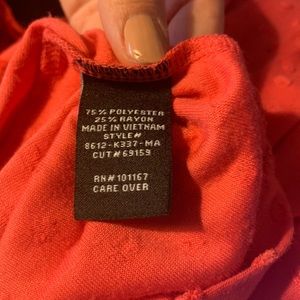 75% POLYESTER
25% RAYON
MADE IN VIETNAM
STYLE#
8612-K337-MA
CUT#69159
RN#101167
CARE OVER